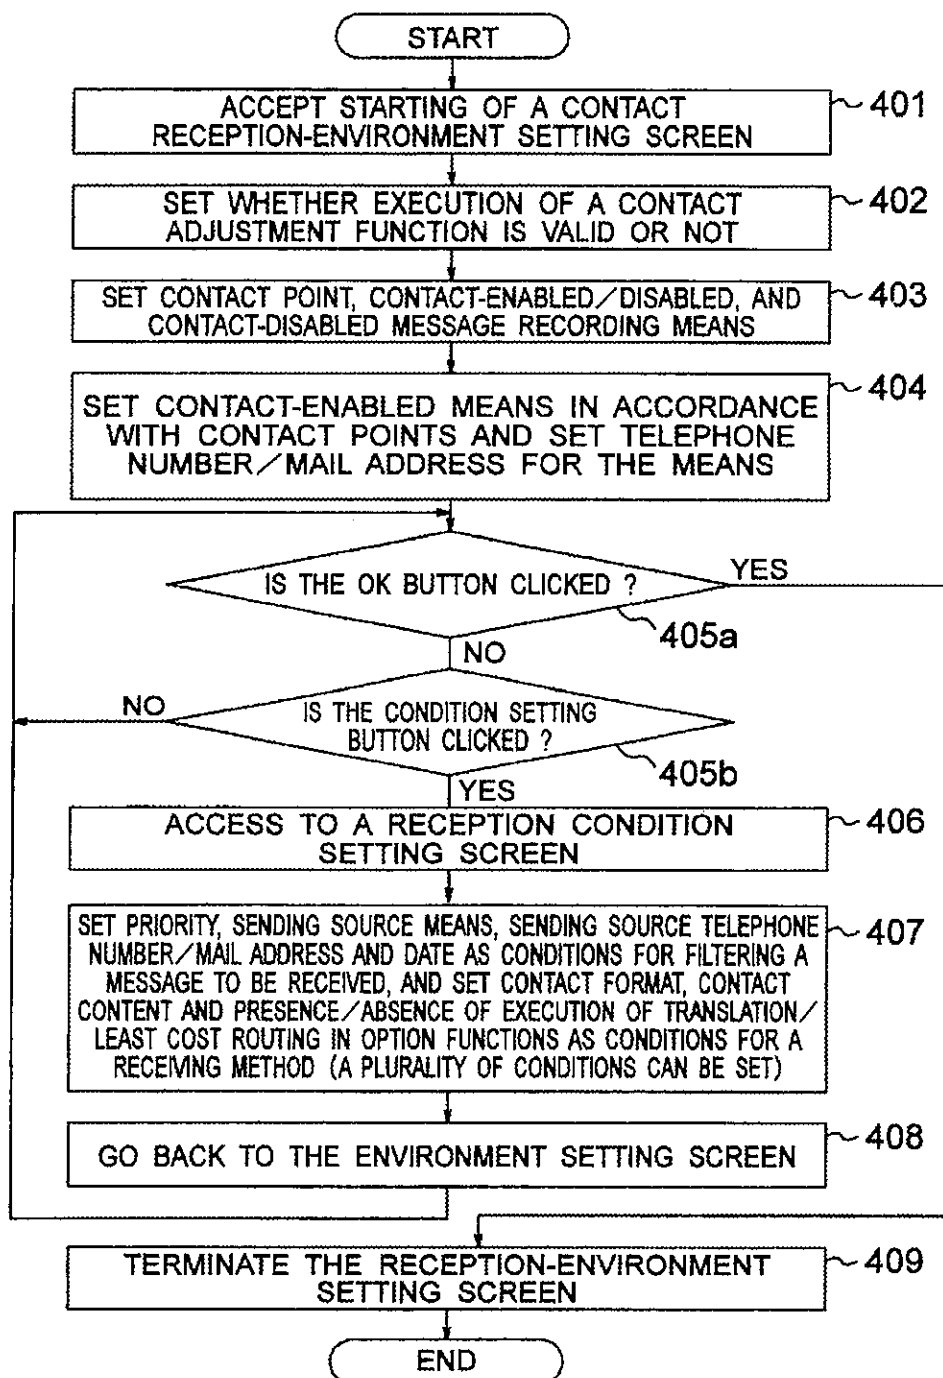 START
ACCEPT STARTING OF A CONTACT
RECEPTION-ENVIRONMENT SETTING SCREEN
401
SET WHETHER EXECUTION OF A CONTACT
ADJUSTMENT FUNCTION IS VALID OR NOT
402
SET CONTACT POINT, CONTACT-ENABLED/DISABLED, AND
CONTACT-DISABLED MESSAGE RECORDING MEANS
403
SET CONTACT-ENABLED MEANS IN ACCORDANCE
WITH CONTACT POINTS AND SET TELEPHONE
NUMBER/MAIL ADDRESS FOR THE MEANS
404
IS THE OK BUTTON CLICKED ?
YES
405a
NO
IS THE CONDITION SETTING
BUTTON CLICKED ?
NO
405b
YES
ACCESS TO A RECEPTION CONDITION
SETTING SCREEN
406
SET PRIORITY, SENDING SOURCE MEANS, SENDING SOURCE TELEPHONE
NUMBER/MAIL ADDRESS AND DATE AS CONDITIONS FOR FILTERING A
MESSAGE TO BE RECEIVED, AND SET CONTACT FORMAT, CONTACT
CONTENT AND PRESENCE/ABSENCE OF EXECUTION OF TRANSLATION/
LEAST COST ROUTING IN OPTION FUNCTIONS AS CONDITIONS FOR A
RECEIVING METHOD (A PLURALITY OF CONDITIONS CAN BE SET)
407
GO BACK TO THE ENVIRONMENT SETTING SCREEN
408
TERMINATE THE RECEPTION-ENVIRONMENT
SETTING SCREEN
409
END